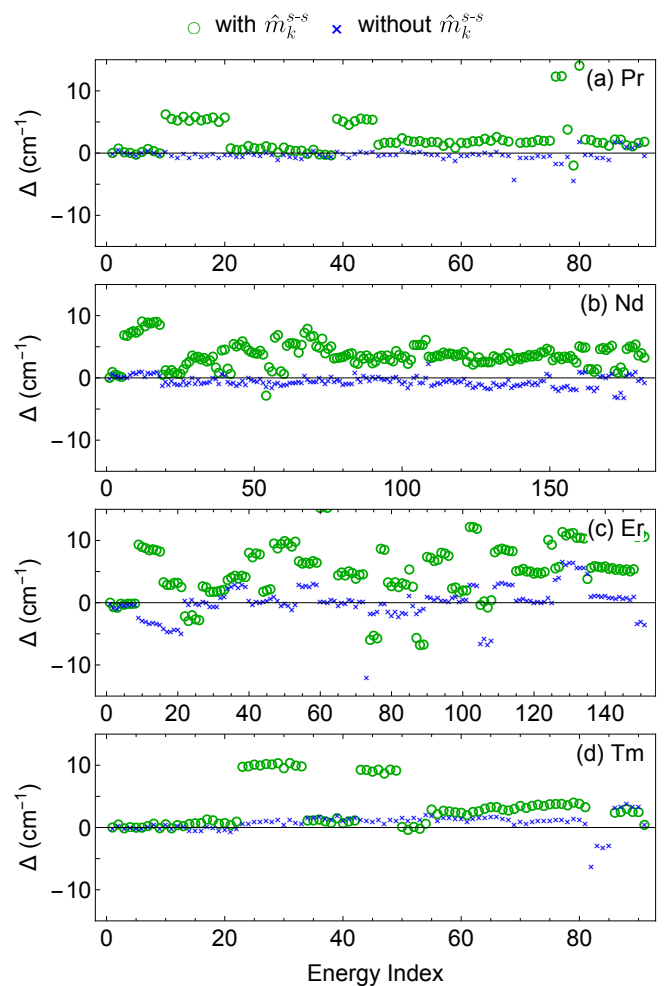 ○ with m̂ₖˢ⁻ˢ × without m̂ₖˢ⁻ˢ
(a) Pr
10
0
−10
Δ (cm⁻¹)
0 20 40 60 80
(b) Nd
10
0
−10
Δ (cm⁻¹)
0 50 100 150
(c) Er
10
0
−10
Δ (cm⁻¹)
0 20 40 60 80 100 120 140
(d) Tm
10
0
−10
Δ (cm⁻¹)
0 20 40 60 80
Energy Index